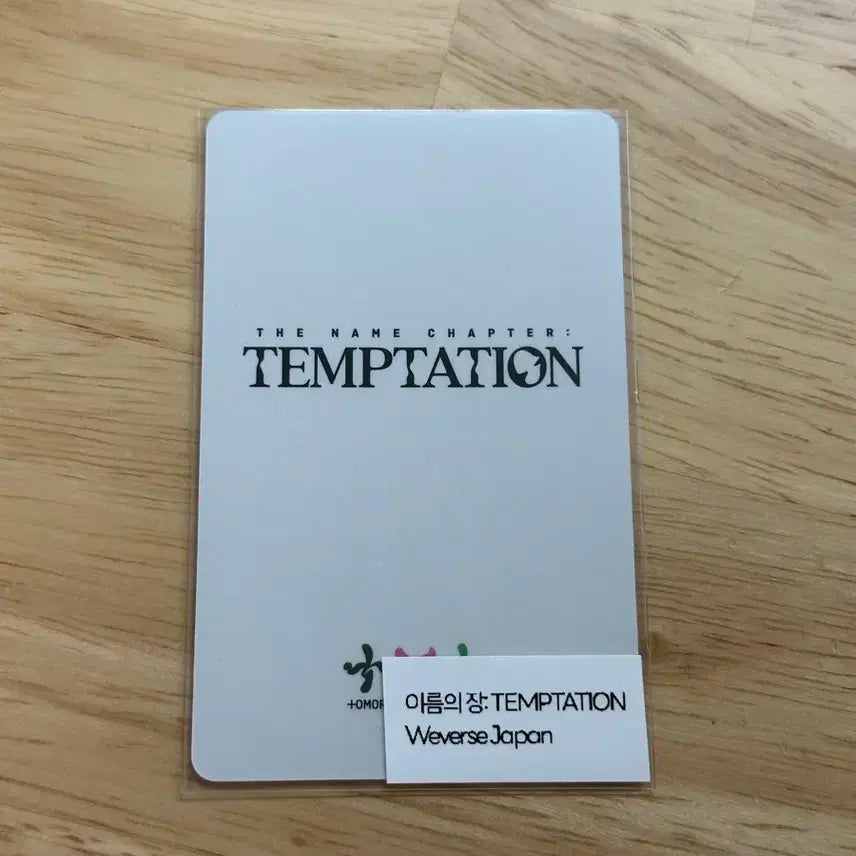 THE NAME CHAPTER:
TEMPTATION
이름의 장: TEMPTATION
Weverse Japan